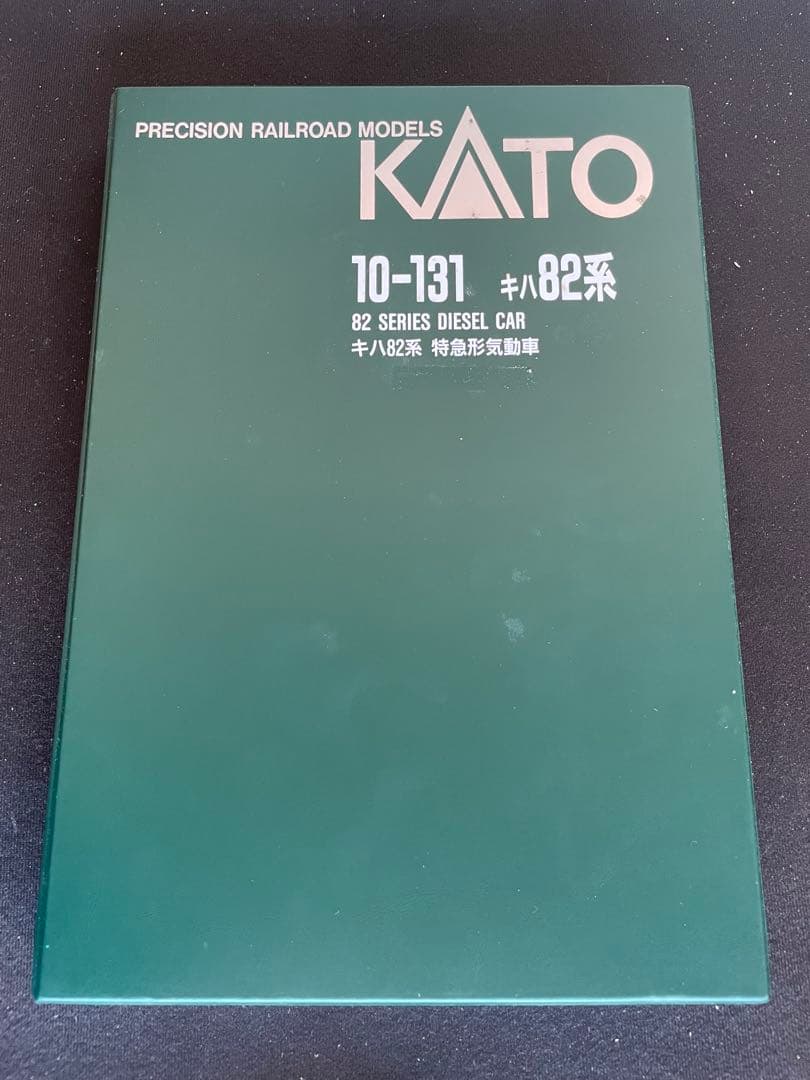 PRECISION RAILROAD MODELS
KATO
10-131 キハ82系
82 SERIES DIESEL CAR
キハ82系 特急形気動車